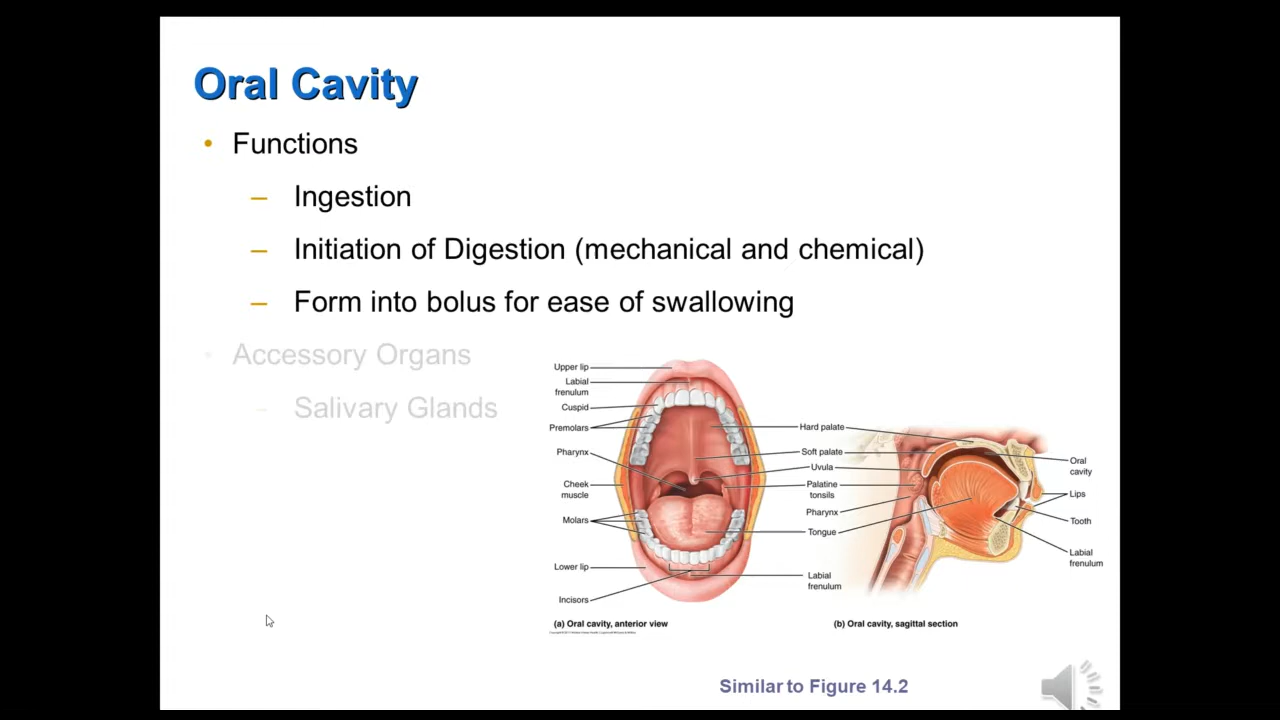 Oral Cavity
• Functions
– Ingestion
– Initiation of Digestion (mechanical and chemical)
– Form into bolus for ease of swallowing
• Accessory Organs
– Salivary Glands
Upper lip
Labial
frenulum
Cuspid
Premolars
Pharynx
Cheek
muscle
Molars
Lower lip
Incisors
Hard palate
Soft palate
Uvula
Palatine
tonsils
Pharynx
Tongue
Labial
frenulum
Oral
cavity
Lips
Tooth
Labial
frenulum
(a) Oral cavity, anterior view
(b) Oral cavity, sagittal section
Similar to Figure 14.2